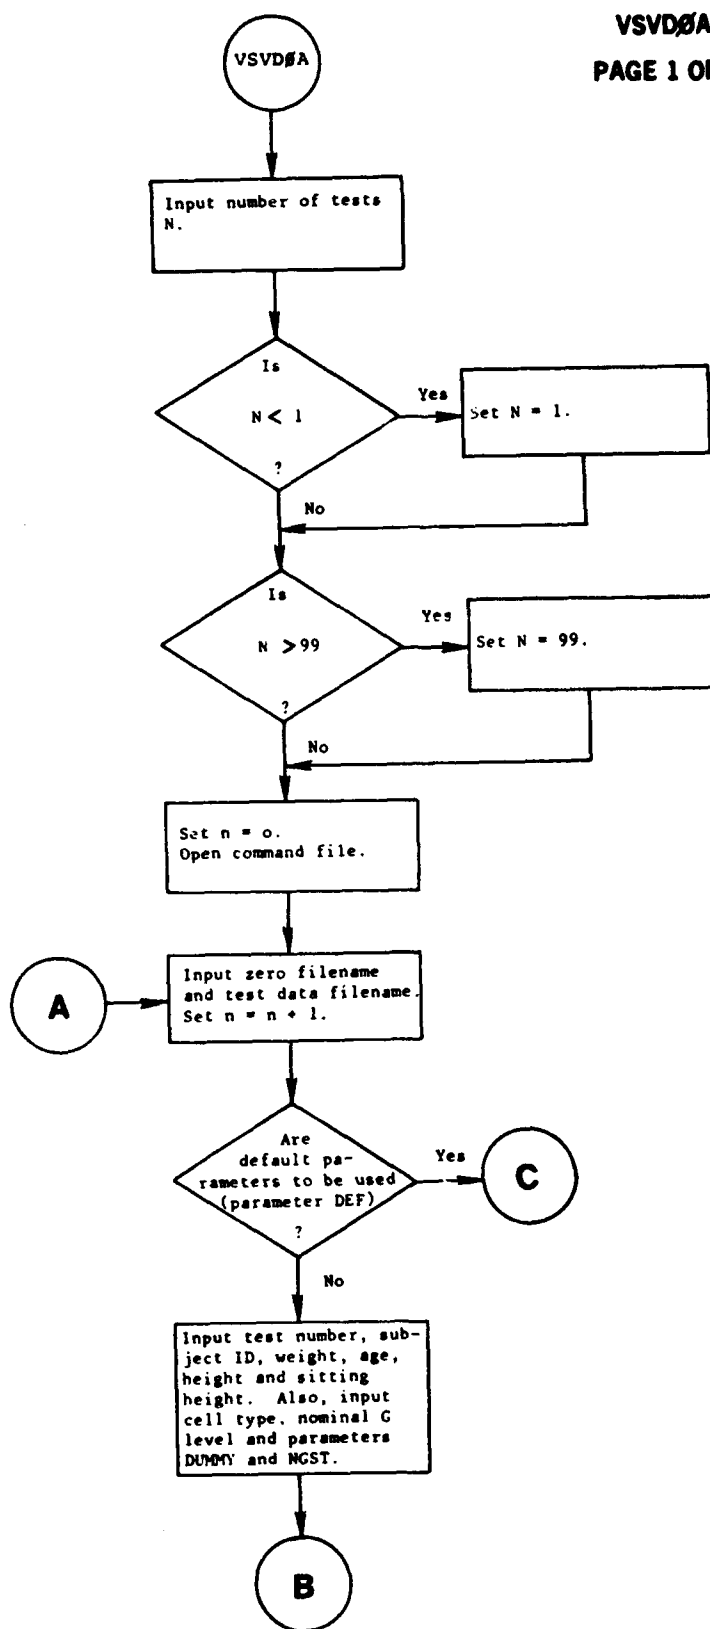 VSVDØA
PAGE 1 OF
VSVDØA
Input number of tests
N.
Is
N < 1
?
Yes
Set N = 1.
No
Is
N >99
?
Yes
Set N = 99.
No
Set n = o.
Open command file.
A
Input zero filename
and test data filename.
Set n = n + 1.
Are
default pa-
rameters to be used
(parameter DEF)
?
Yes
C
No
Input test number, sub-
ject ID, weight, age,
height and sitting
height. Also, input
cell type, nominal G
level and parameters
DUMMY and NGST.
B